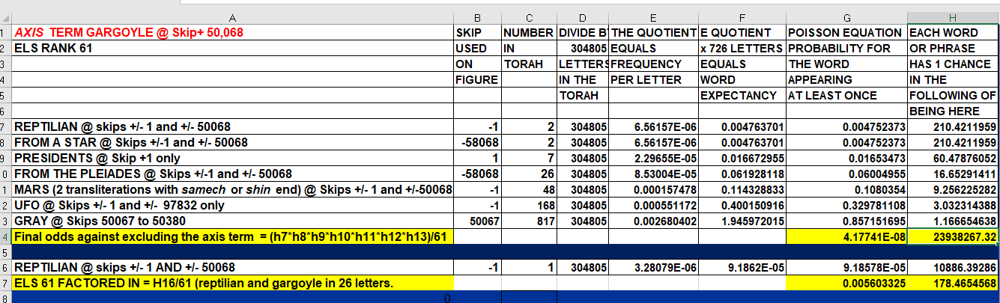 A B C D E F G H
1 AXIS TERM GARGOYLE @ Skip+ 50,068 SKIP NUMBER DIVIDE B THE QUOTIENT E QUOTIENT POISSON EQUATION EACH WORD
2 ELS RANK 61 USED IN 304805 EQUALS x 726 LETTERS PROBABILITY FOR OR PHRASE
3 ON TORAH LETTERS FREQUENCY EQUALS THE WORD HAS 1 CHANCE
4 FIGURE IN THE PER LETTER WORD APPEARING IN THE
5 TORAH EXPECTANCY AT LEAST ONCE FOLLOWING OF
6 BEING HERE
7 REPTILIAN @ skips +/- 1 and +/- 50068 -1 2 304805 6.56157E-06 0.004763701 0.004752373 210.4211959
8 FROM A STAR @ Skips +/-1 and +/- 50068 -58068 2 304805 6.56157E-06 0.004763701 0.004752373 210.4211959
9 PRESIDENTS @ Skip +1 only 1 7 304805 2.29655E-05 0.016672955 0.01653473 60.47876052
0 FROM THE PLEIADES @ Skips +/-1 and +/- 50068 -58068 26 304805 8.53004E-05 0.061928118 0.06004955 16.65291411
1 MARS (2 transliterations with samech or shin end) @ Skips +/- 1 and +/-50068 -1 48 304805 0.000157478 0.114328833 0.1080354 9.256225282
2 UFO @ Skips +/- 1 and +/- 97832 only -1 168 304805 0.000551172 0.400150916 0.329781108 3.032314388
3 GRAY @ Skips 50067 to 50380 50067 817 304805 0.002680402 1.945972015 0.857151695 1.166654638
4 Final odds against excluding the axis term = (h7*h8*h9*h10*h11*h12*h13)/61 4.17741E-08 23938267.32
5
6 REPTILIAN @ skips +/- 1 AND +/- 50068 -1 1 304805 3.28079E-06 9.1862E-05 9.18578E-05 10886.39286
7 ELS 61 FACTORED IN = H16/61 (reptilian and gargoyle in 26 letters. 0.005603325 178.4654568
8 0